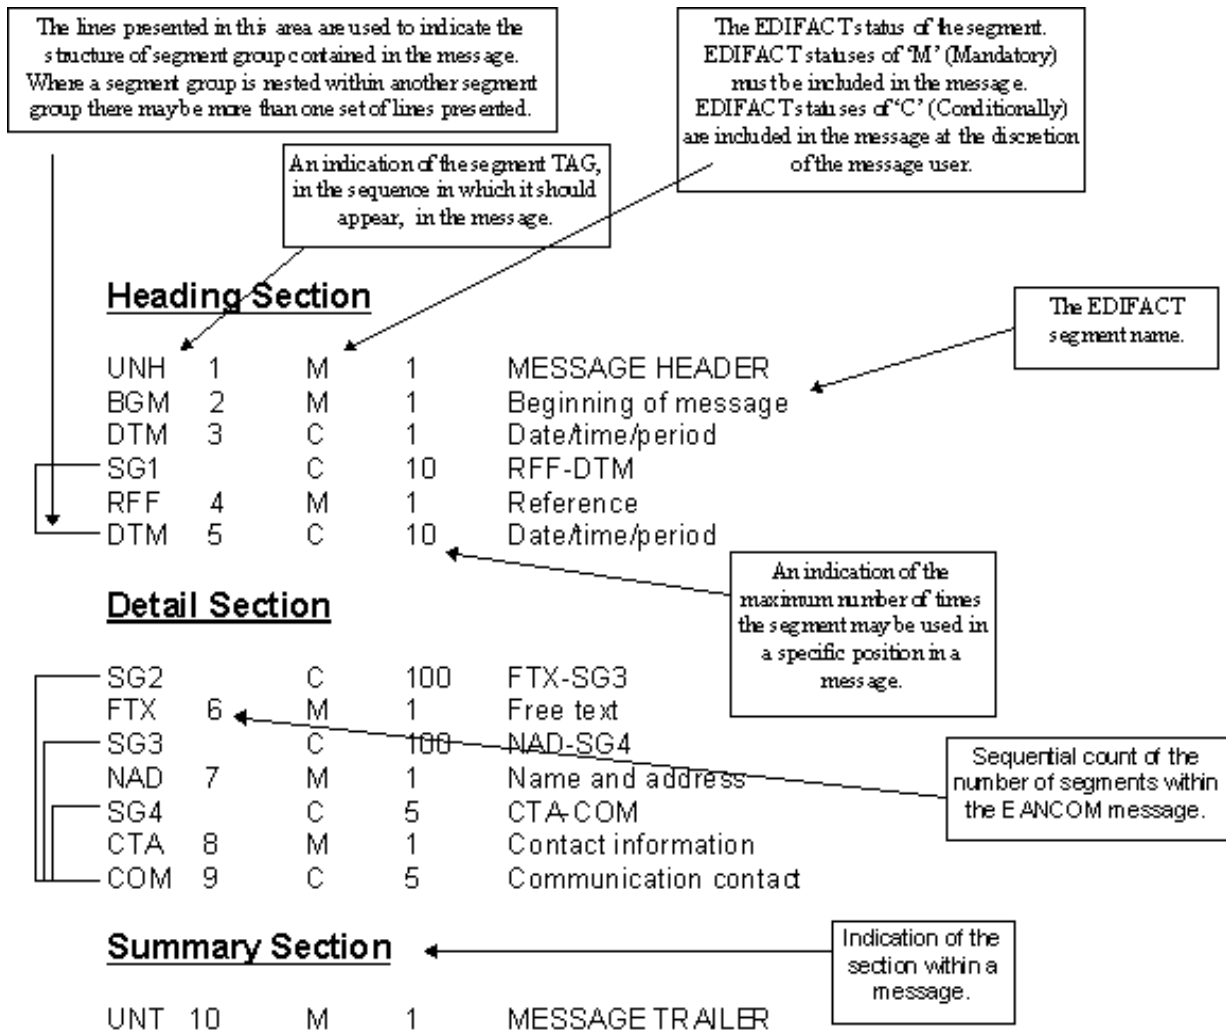 The lines presented in this area are used to indicate the
structure of segment group contained in the message.
Where a segment group is nested within another segment
group there maybe more than one set of lines presented.
The EDIFACT status of the segment.
EDIFACT statuses of ‘M’ (Mandatory)
must be included in the message.
EDIFACT statuses of ‘C’ (Conditionally)
are included in the message at the discretion
of the message user.
An indication of the segment TAG,
in the sequence in which it should
appear, in the message.
Heading Section
The EDIFACT
segment name.
UNH 1 M 1 MESSAGE HEADER
BGM 2 M 1 Beginning of message
DTM 3 C 1 Date/time/period
SG1 C 10 RFF-DTM
RFF 4 M 1 Reference
DTM 5 C 10 Date/time/period
An indication of the
maximum number of times
the segment may be used in
a specific position in a
message.
Detail Section
SG2 C 100 FTX-SG3
FTX 6 M 1 Free text
SG3 C 100 NAD-SG4
NAD 7 M 1 Name and address
SG4 C 5 CTA-COM
CTA 8 M 1 Contact information
COM 9 C 5 Communication contact
Sequential count of the
number of segments within
the EANCOM message.
Summary Section
Indication of the
section within a
message.
UNT 10 M 1 MESSAGE TRAILER